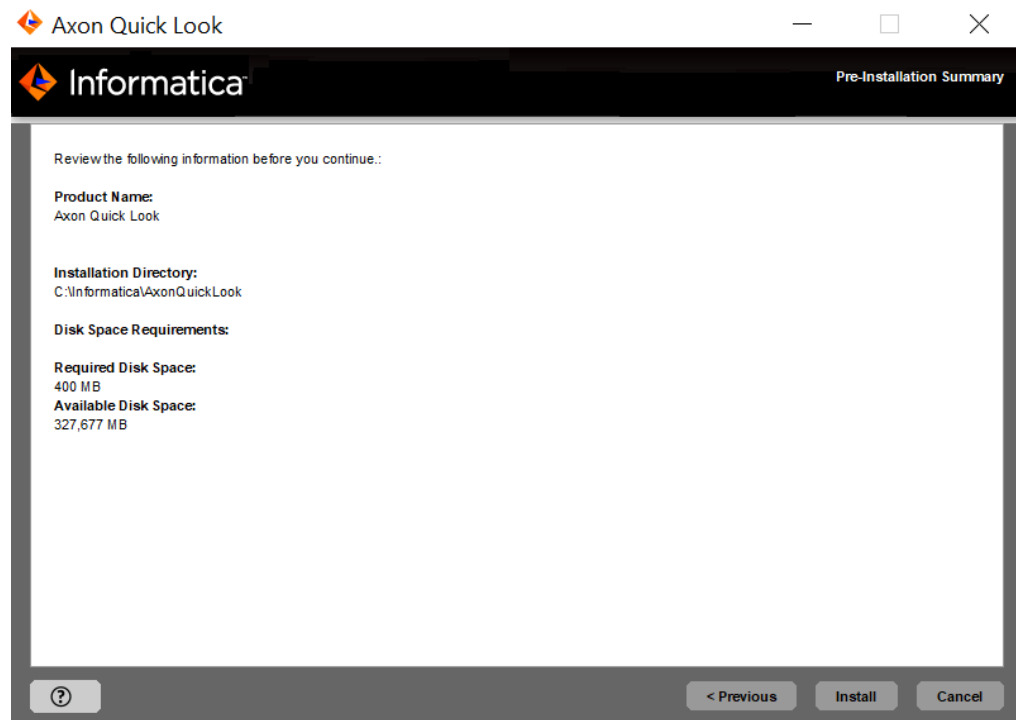 Axon Quick Look
Informatica
Pre-Installation Summary
Review the following information before you continue.:
Product Name:
Axon Quick Look
Installation Directory:
C:\Informatica\AxonQuickLook
Disk Space Requirements:
Required Disk Space:
400 MB
Available Disk Space:
327,677 MB
?
< Previous
Install
Cancel